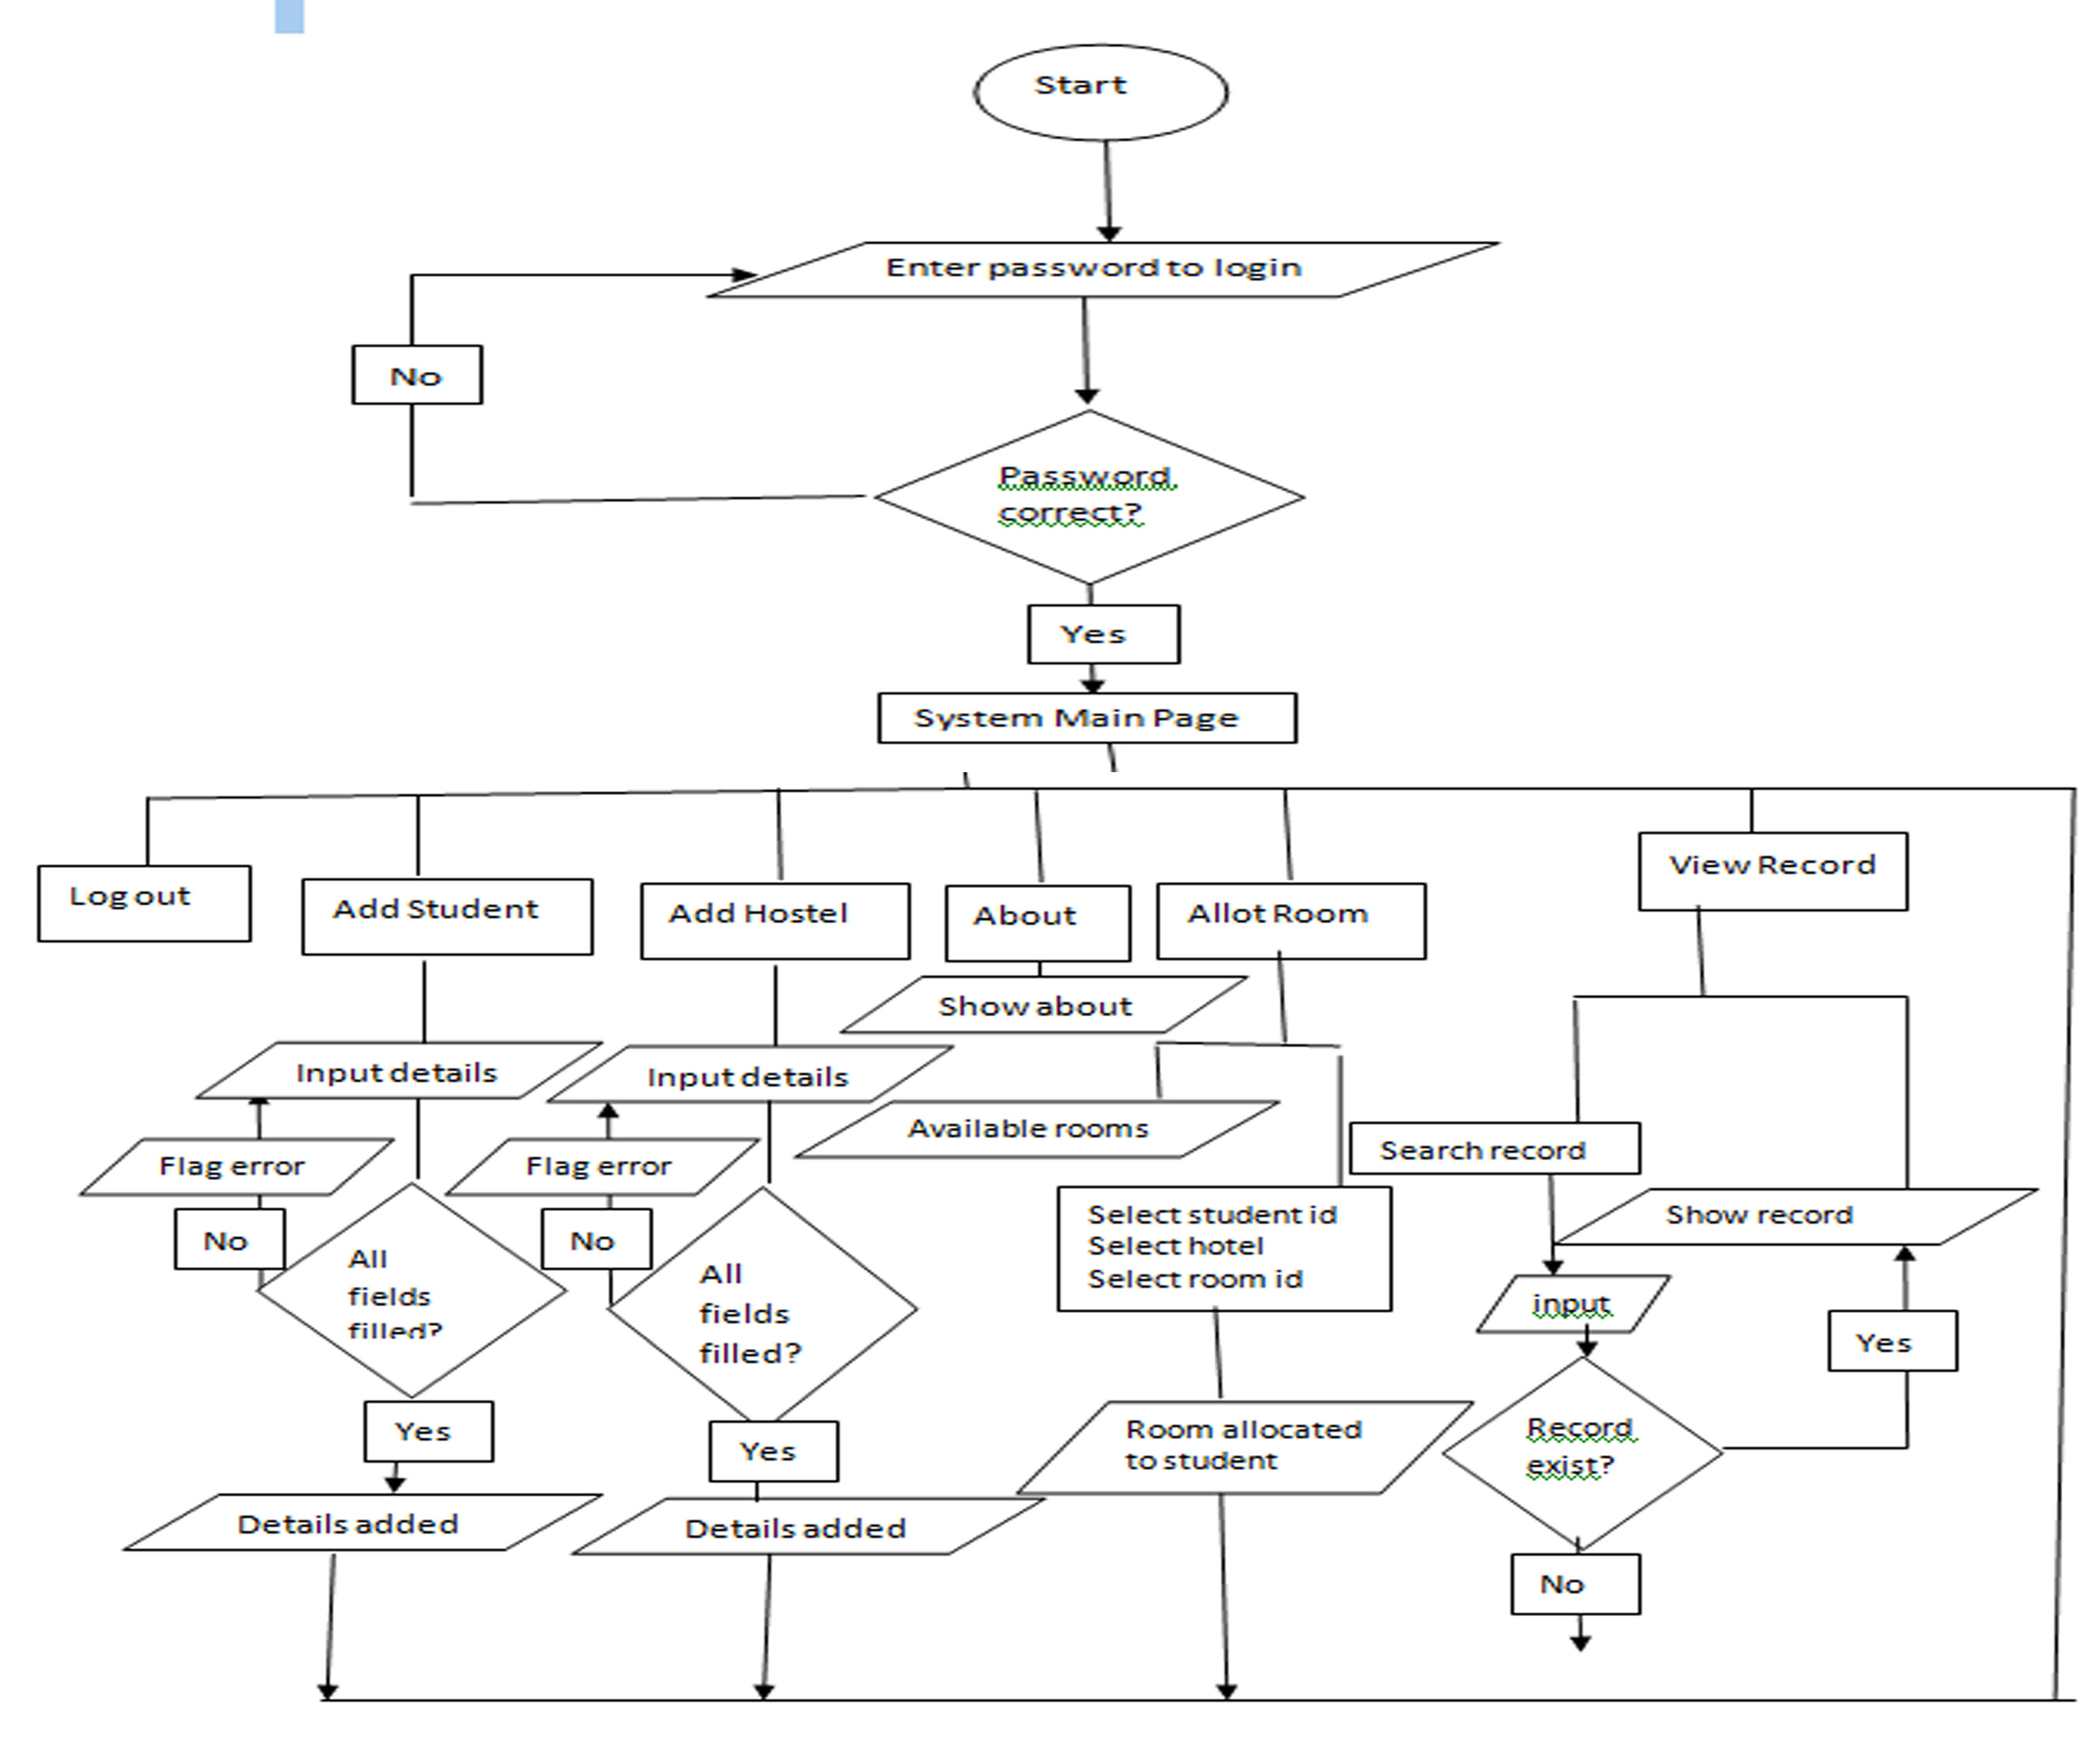 Start
Enter password to login
No
Password
correct?
Yes
System Main Page
Log out
Add Student
Add Hostel
About
Allot Room
View Record
Show about
Input details
Input details
Available rooms
Search record
Flag error
Flag error
No
No
All
fields
filled?
All
fields
filled?
Select student id
Select hotel
Select room id
Show record
input
Yes
Yes
Yes
Room allocated
to student
Record
exist?
Details added
Details added
No